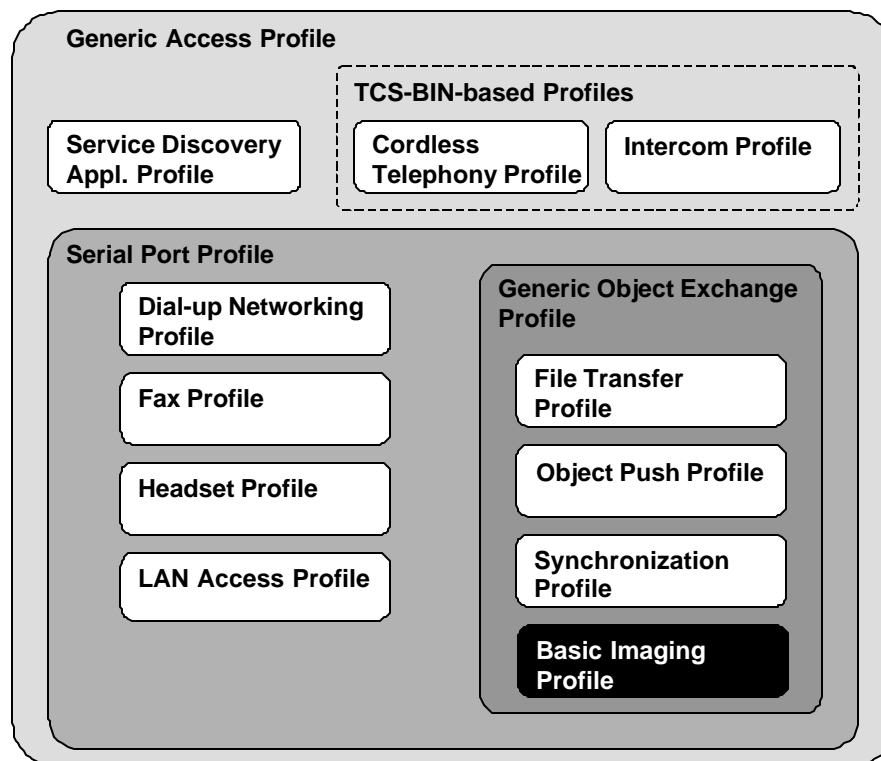 Generic Access Profile
TCS-BIN-based Profiles
Service Discovery
Appl. Profile
Cordless
Telephony Profile
Intercom Profile
Serial Port Profile
Dial-up Networking
Profile
Fax Profile
Headset Profile
LAN Access Profile
Generic Object Exchange
Profile
File Transfer
Profile
Object Push Profile
Synchronization
Profile
Basic Imaging
Profile